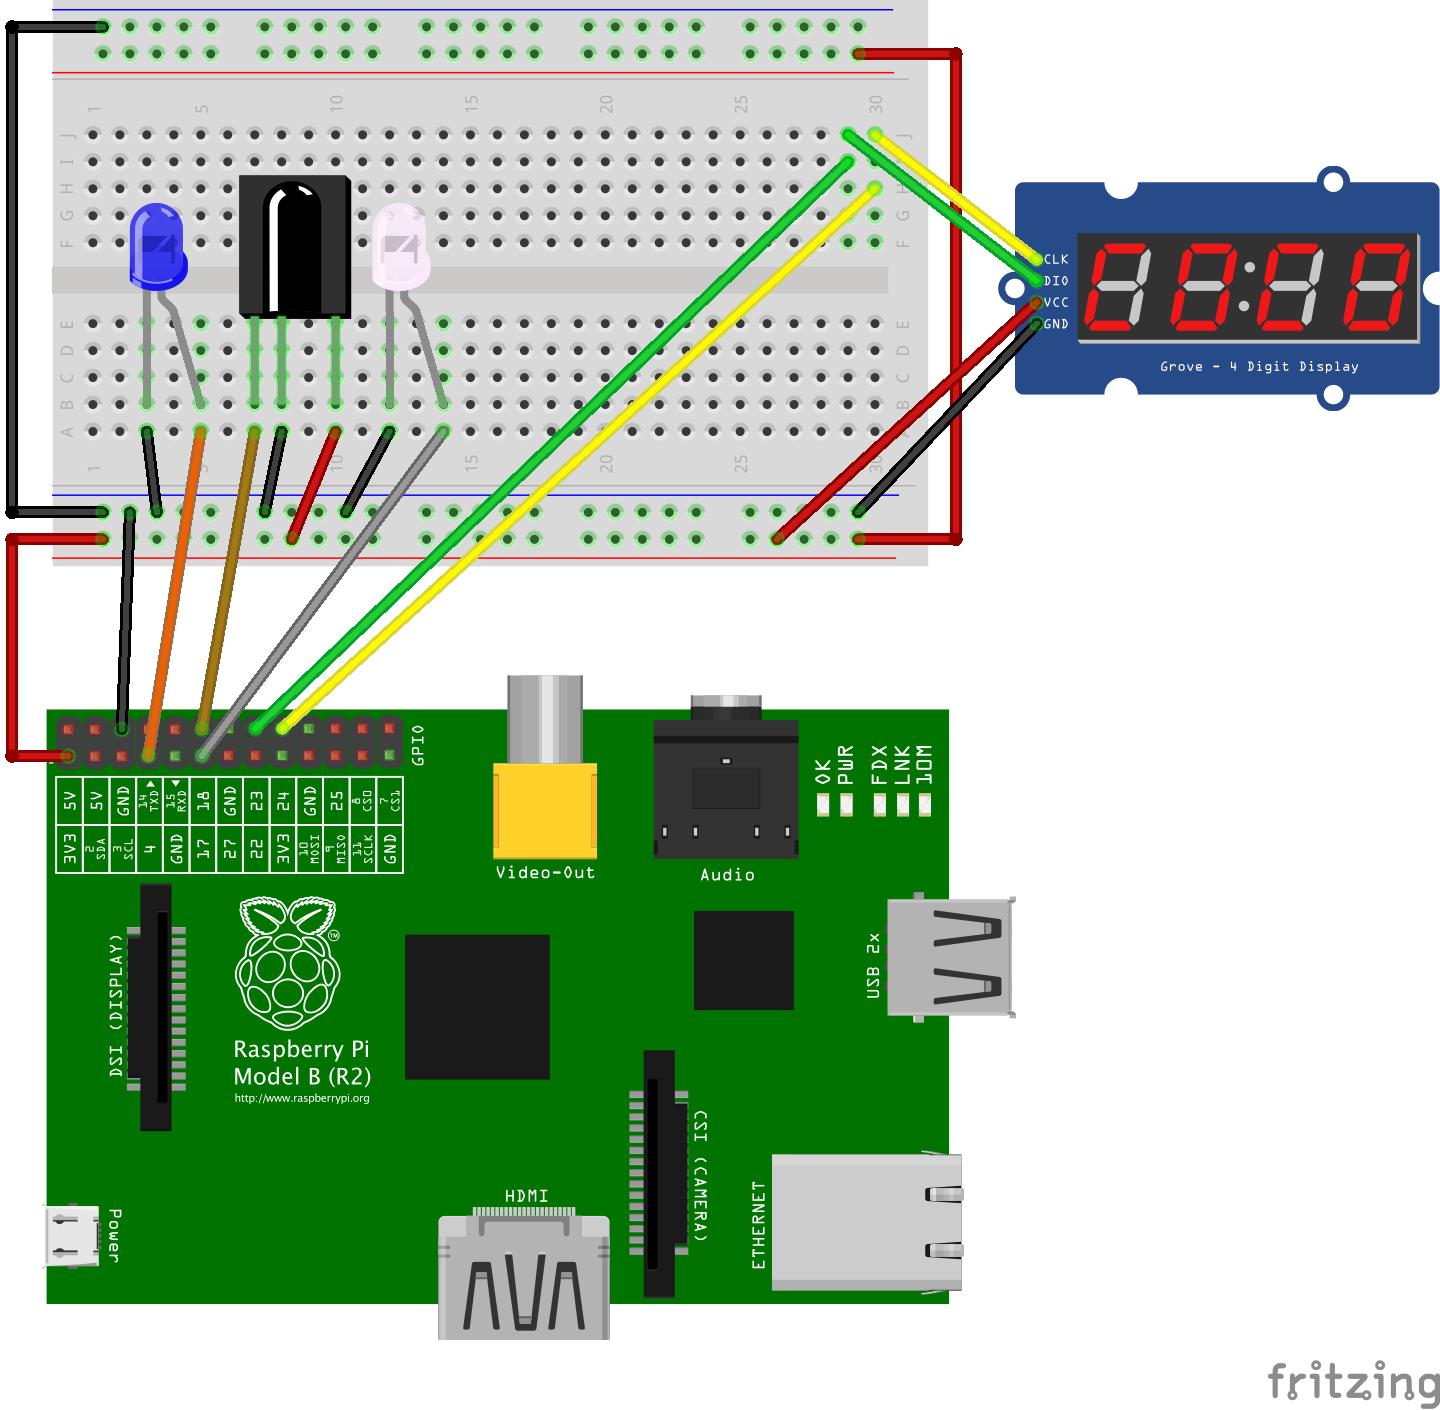 1 5 10 15 20 25 30
J J
I I
H H
G G
F F
E E
D D
C C
B B
A A
1 5 10 15 20 25 30
CLK
DIO
VCC
GND
Grove - 4 Digit Display
GPIO
5V 5V GND 14 TXD 15 RXD 18 GND 23 24 GND 25 8 CS0 7 CS1
3V3 2 SDA 3 SCL 4 GND 17 27 22 3V3 10 MOSI 9 MISO 11 SCLK GND
OK
PWR
FDX
LNK
10M
Video-Out
Audio
DSI (DISPLAY)
TM
Raspberry Pi
Model B (R2)
http://www.raspberrypi.org
USB 2x
CSI (CAMERA)
ETHERNET
HDMI
Power
fritzing